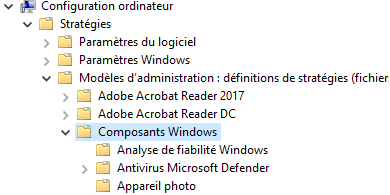 Configuration ordinateur
Stratégies
Paramètres du logiciel
Paramètres Windows
Modèles d'administration : définitions de stratégies (fichier
Adobe Acrobat Reader 2017
Adobe Acrobat Reader DC
Composants Windows
Analyse de fiabilité Windows
Antivirus Microsoft Defender
Appareil photo